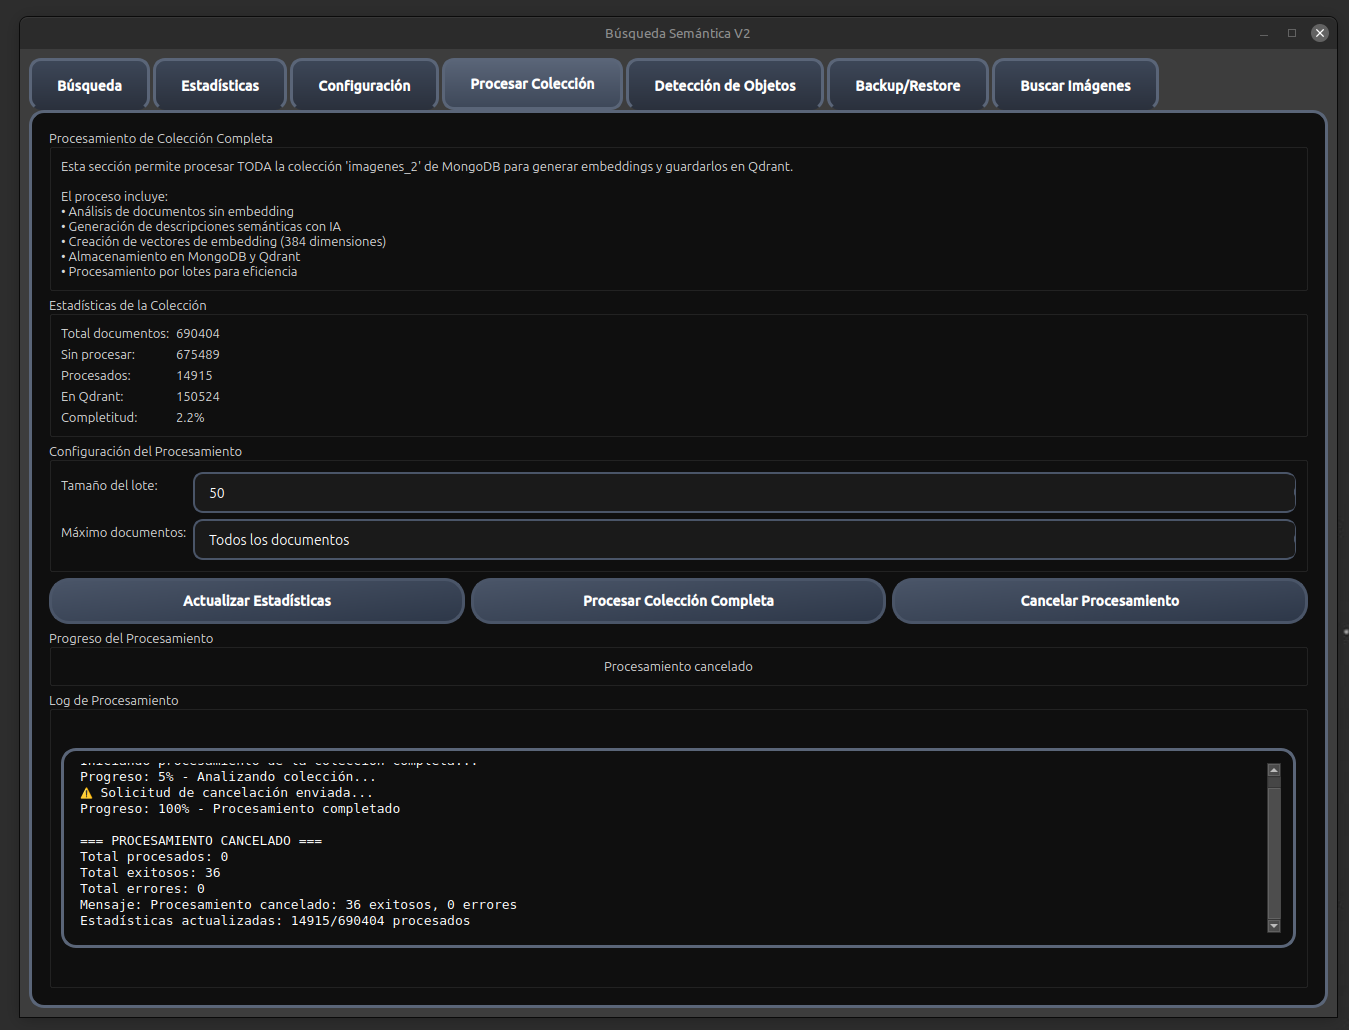 Búsqueda Semántica V2
Búsqueda
Estadísticas
Configuración
Procesar Colección
Detección de Objetos
Backup/Restore
Buscar Imágenes
Procesamiento de Colección Completa
Esta sección permite procesar TODA la colección 'imagenes_2' de MongoDB para generar embeddings y guardarlos en Qdrant.
El proceso incluye:
• Análisis de documentos sin embedding
• Generación de descripciones semánticas con IA
• Creación de vectores de embedding (384 dimensiones)
• Almacenamiento en MongoDB y Qdrant
• Procesamiento por lotes para eficiencia
Estadísticas de la Colección
Total documentos: 690404
Sin procesar: 675489
Procesados: 14915
En Qdrant: 150524
Completitud: 2.2%
Configuración del Procesamiento
Tamaño del lote: 50
Máximo documentos: Todos los documentos
Actualizar Estadísticas
Procesar Colección Completa
Cancelar Procesamiento
Progreso del Procesamiento
Procesamiento cancelado
Log de Procesamiento
Iniciando procesamiento de la colección completa...
Progreso: 5% - Analizando colección...
⚠️ Solicitud de cancelación enviada...
Progreso: 100% - Procesamiento completado
=== PROCESAMIENTO CANCELADO ===
Total procesados: 0
Total exitosos: 36
Total errores: 0
Mensaje: Procesamiento cancelado: 36 exitosos, 0 errores
Estadísticas actualizadas: 14915/690404 procesados